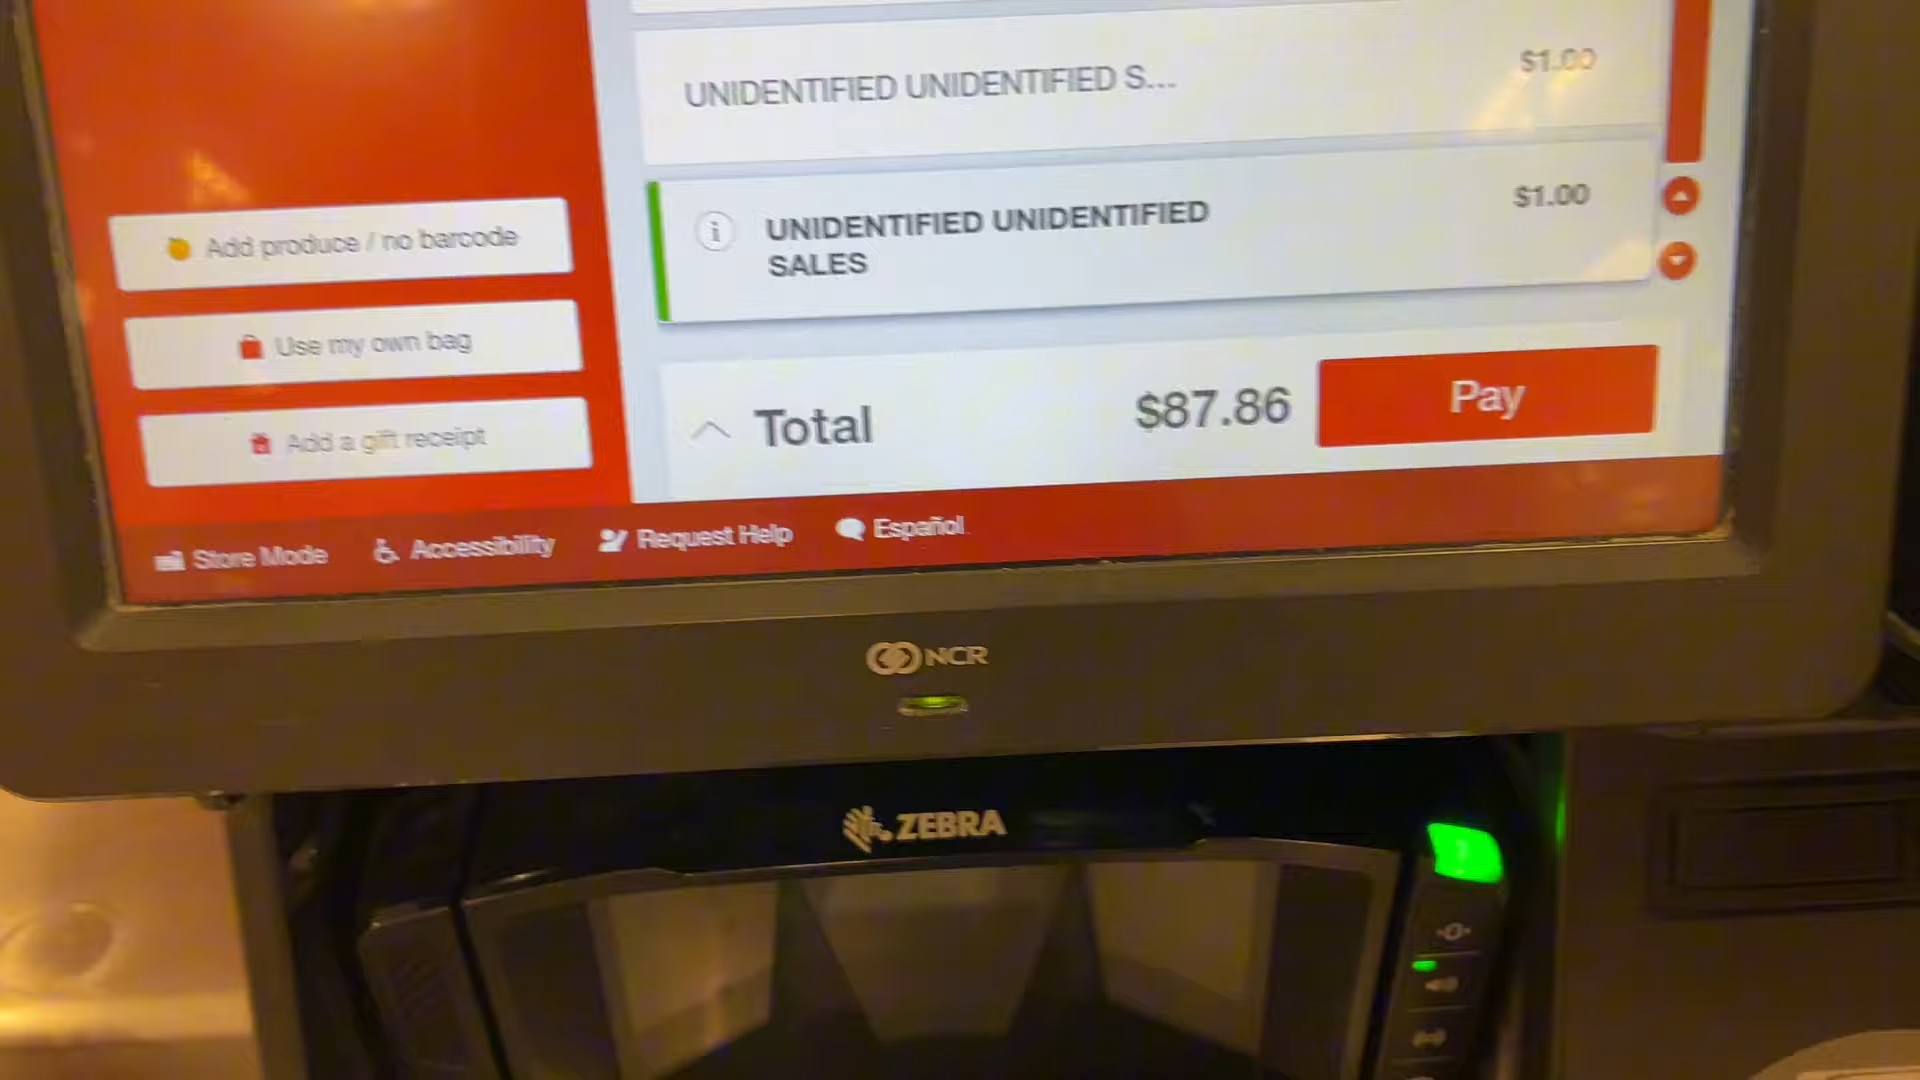 UNIDENTIFIED UNIDENTIFIED S...
$1.00
UNIDENTIFIED UNIDENTIFIED
SALES
$1.00
Add produce / no barcode
Use my own bag
Add a gift receipt
Total
$87.86
Pay
Store Mode
Accessibility
Request Help
Español
NCR
ZEBRA